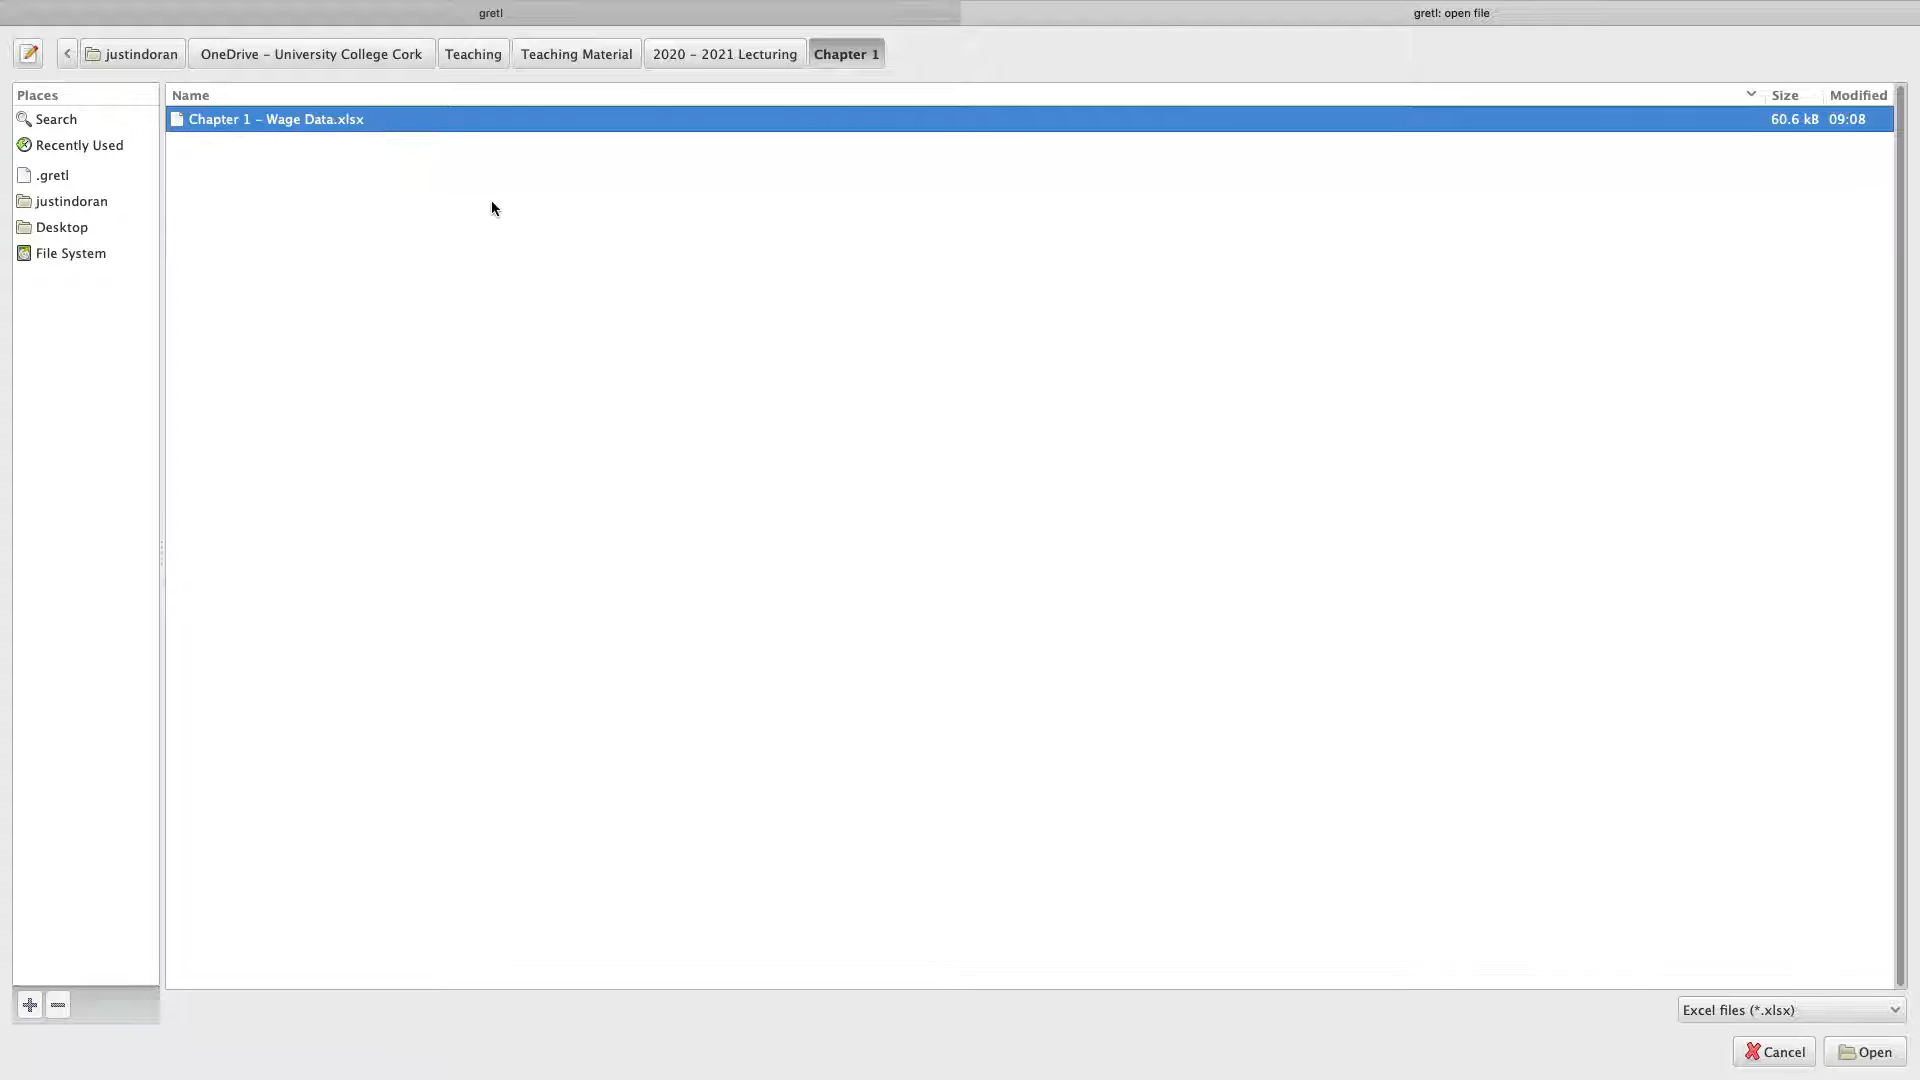 gretl
gretl: open file
justindoran
OneDrive – University College Cork
Teaching
Teaching Material
2020 – 2021 Lecturing
Chapter 1
Places
Name
Size
Modified
Search
Chapter 1 – Wage Data.xlsx
60.6 kB
09:08
Recently Used
.gretl
justindoran
Desktop
File System
Excel files (*.xlsx)
Cancel
Open